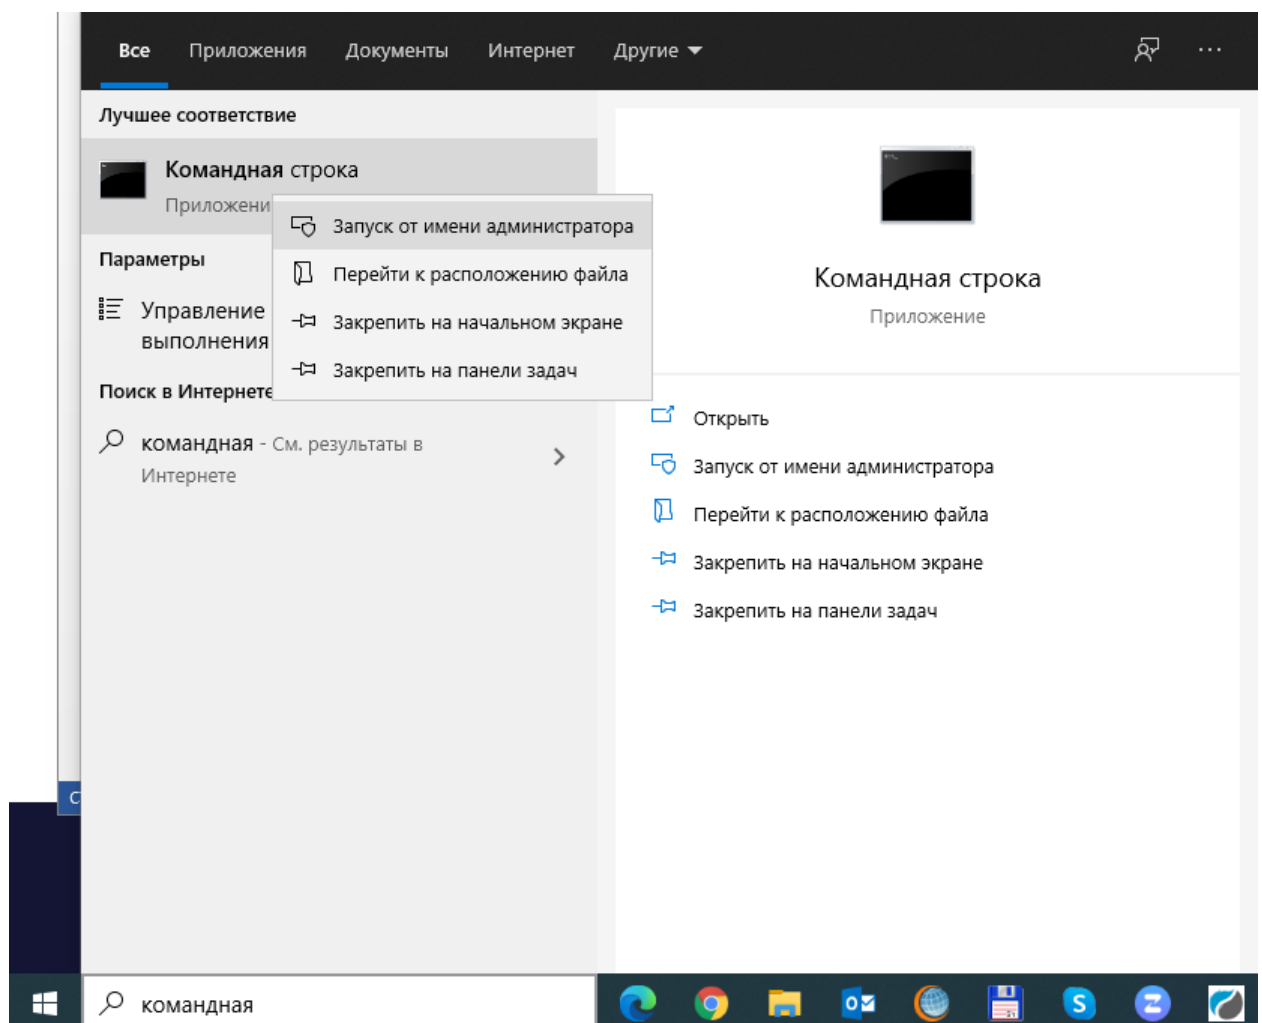 Все Приложения Документы Интернет Другие
Лучшее соответствие
Командная строка
Запуск от имени администратора
Перейти к расположению файла
Закрепить на начальном экране
Закрепить на панели задач
Параметры
Управление
выполнения
Поиск в Интернете
командная - См. результаты в
Интернете
Командная строка
Приложение
Открыть
Запуск от имени администратора
Перейти к расположению файла
Закрепить на начальном экране
Закрепить на панели задач
командная